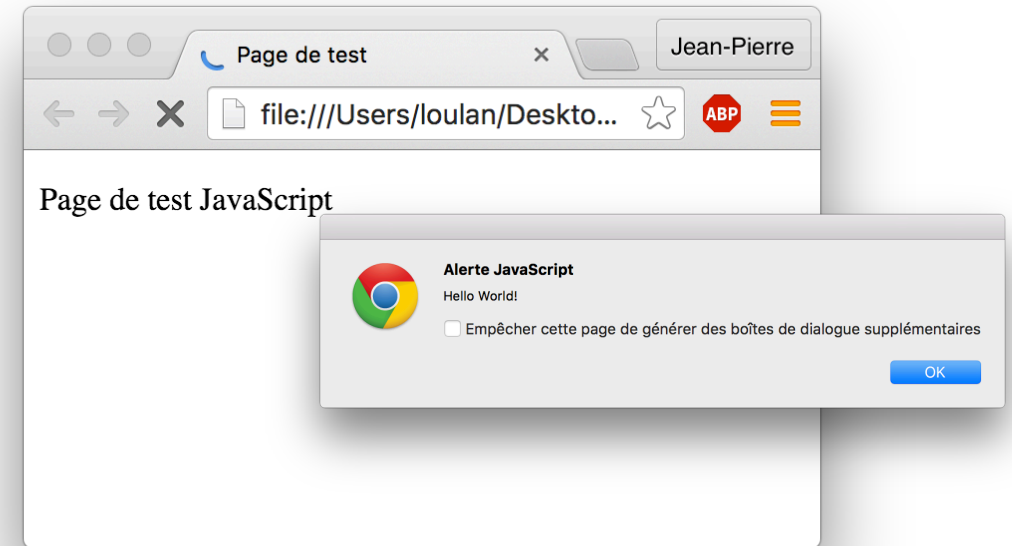 Page de test
Jean-Pierre
file:///Users/loulan/Deskto...
ABP
Page de test JavaScript
Alerte JavaScript
Hello World!
Empêcher cette page de générer des boîtes de dialogue supplémentaires
OK